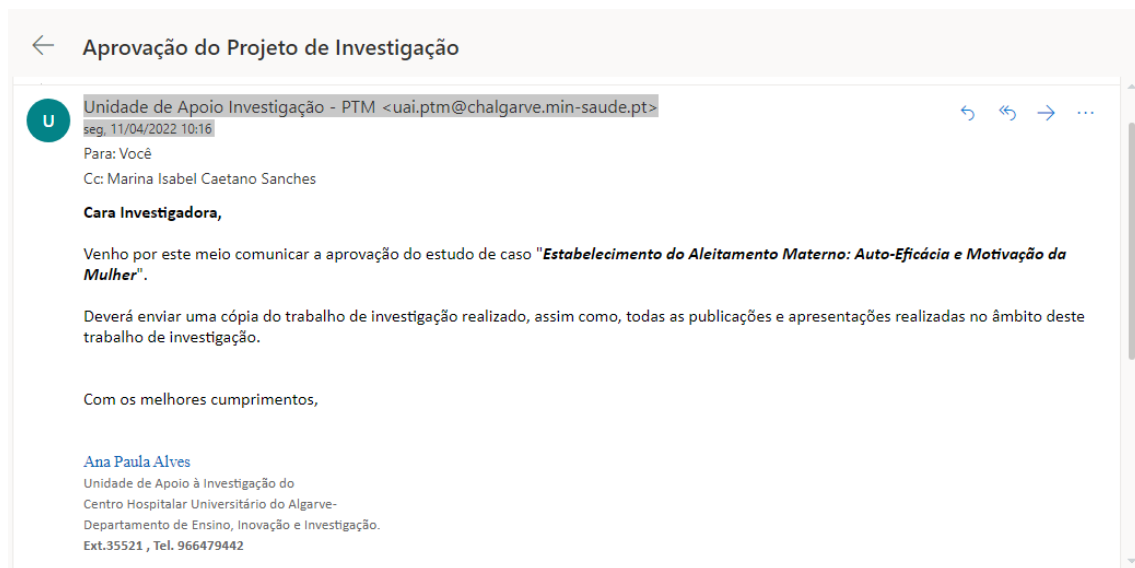 Aprovação do Projeto de Investigação
U
Unidade de Apoio Investigação - PTM <uai.ptm@chalgarve.min-saude.pt>
seg, 11/04/2022 10:16
Para: Você
Cc: Marina Isabel Caetano Sanches
Cara Investigadora,
Venho por este meio comunicar a aprovação do estudo de caso "Estabelecimento do Aleitamento Materno: Auto-Eficácia e Motivação da
Mulher".
Deverá enviar uma cópia do trabalho de investigação realizado, assim como, todas as publicações e apresentações realizadas no âmbito deste
trabalho de investigação.
Com os melhores cumprimentos,
Ana Paula Alves
Unidade de Apoio à Investigação do
Centro Hospitalar Universitário do Algarve-
Departamento de Ensino, Inovação e Investigação.
Ext.35521 , Tel. 966479442